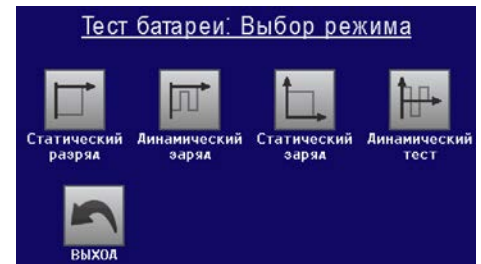 Тест батареи: Выбор режима
Статический разряд
Динамический заряд
Статический заряд
Динамический тест
выход